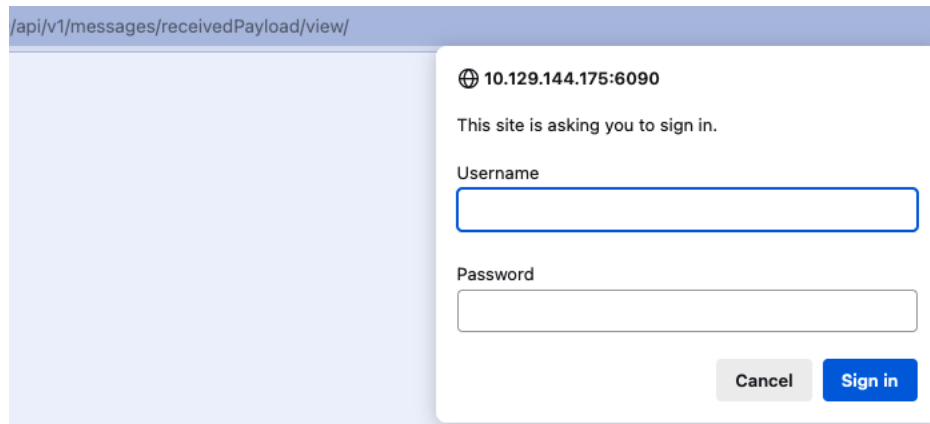 /api/v1/messages/receivedPayload/view/
10.129.144.175:6090
This site is asking you to sign in.
Username
Password
Cancel Sign in